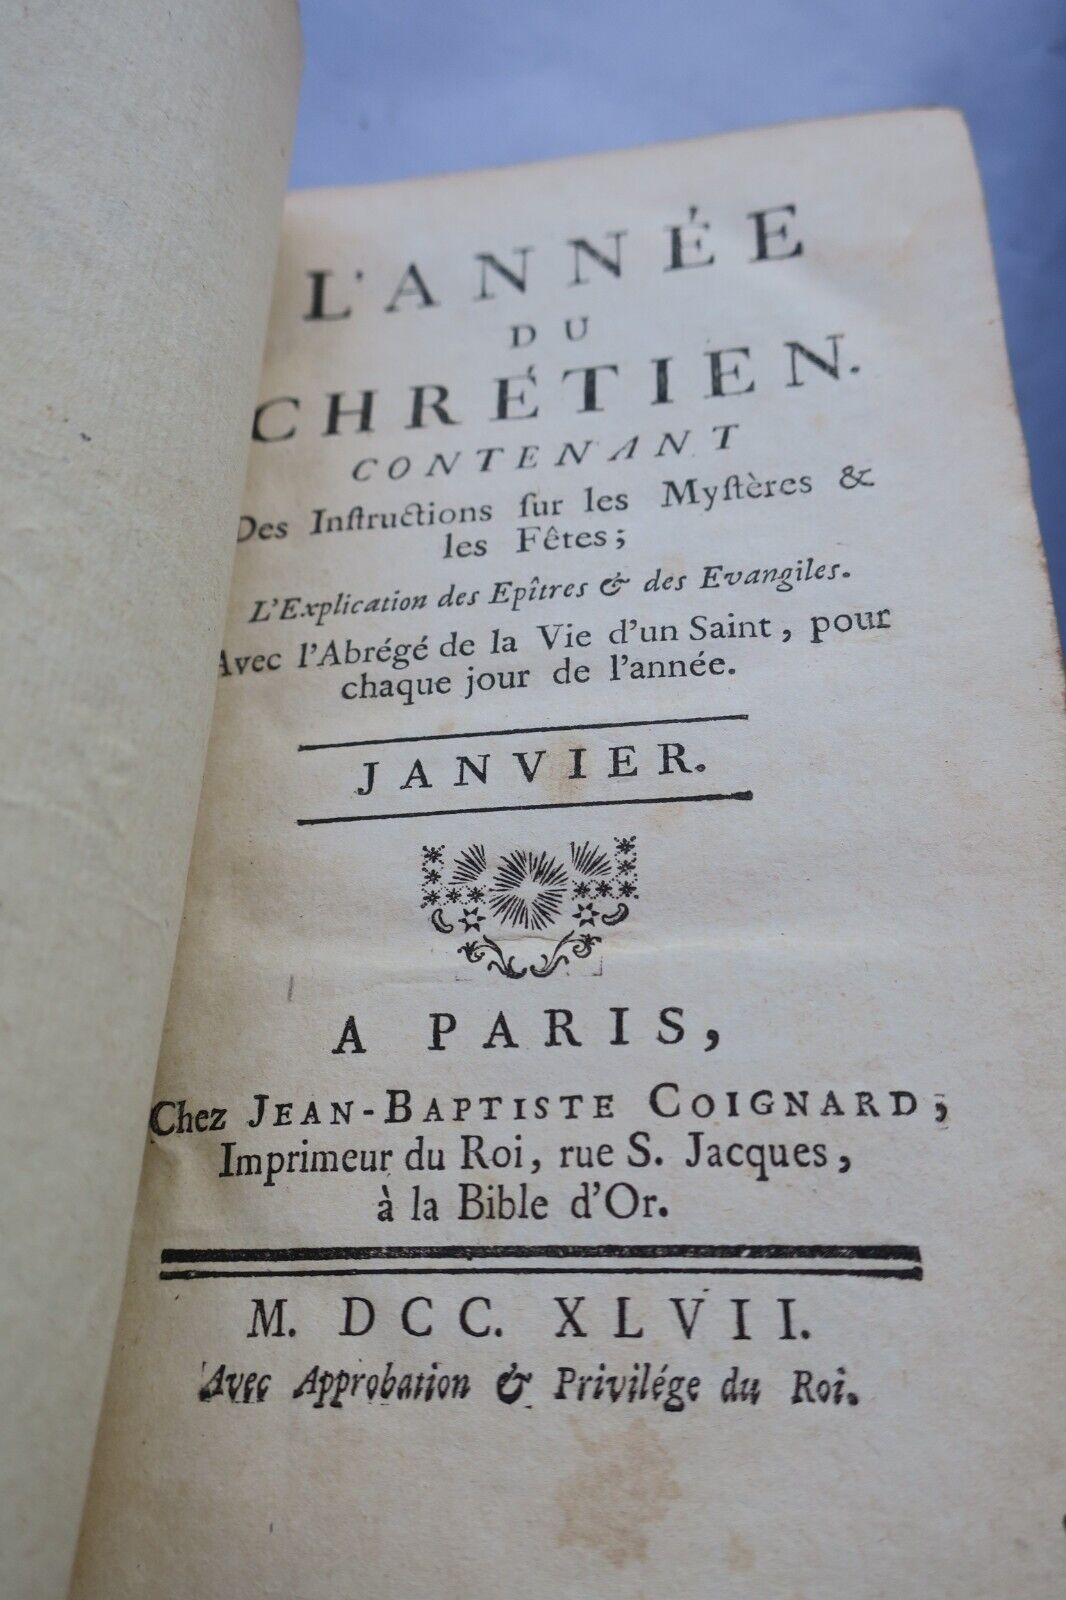 L'ANNÉE
DU
CHRÉTIEN.
CONTENANT
Des Inſtructions ſur les Myſtères &
les Fêtes;
L'Explication des Epîtres & des Evangiles.
Avec l'Abrégé de la Vie d'un Saint, pour
chaque jour de l'année.
JANVIER.
A PARIS,
Chez JEAN-BAPTISTE COIGNARD,
Imprimeur du Roi, rue S. Jacques,
à la Bible d'Or.
M. DCC. XLVII.
Avec Approbation & Privilége du Roi.